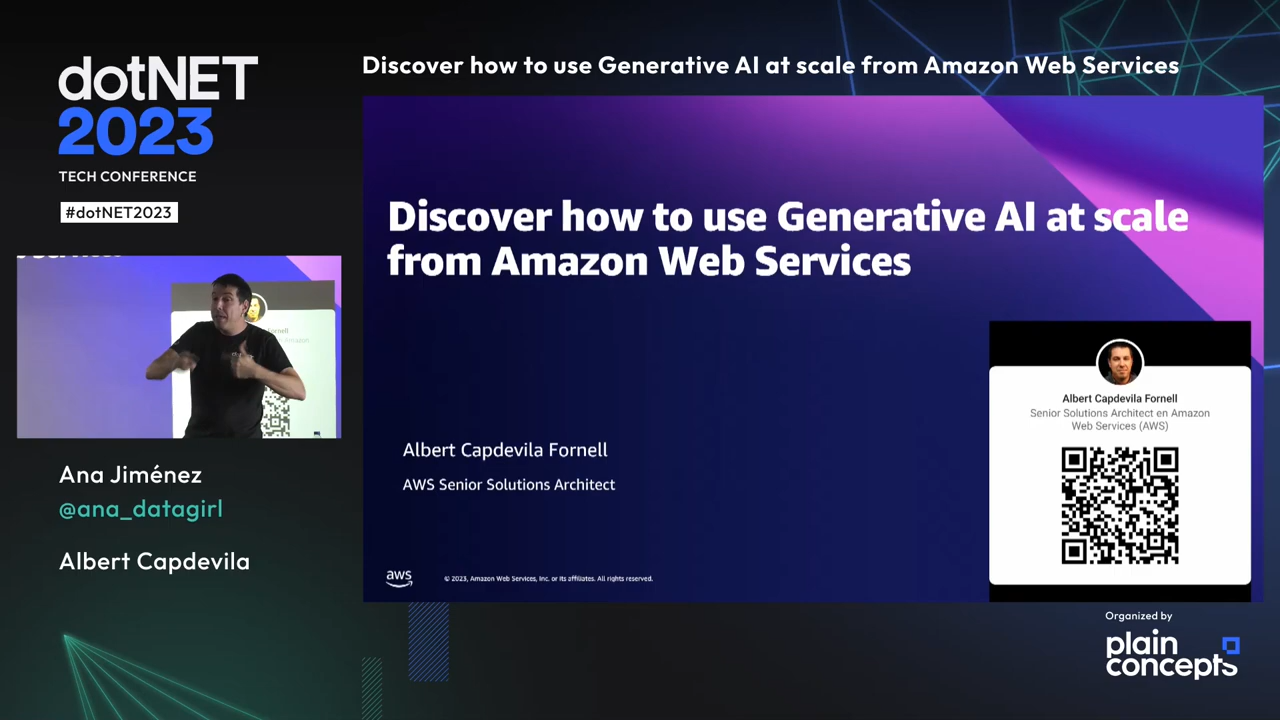 dotNET
2023
TECH CONFERENCE
#dotNET2023
Discover how to use Generative AI at scale from Amazon Web Services
Discover how to use Generative AI at scale
from Amazon Web Services
Albert Capdevila Fornell
AWS Senior Solutions Architect
aws
© 2023, Amazon Web Services, Inc. or its affiliates. All rights reserved.
Albert Capdevila Fornell
Senior Solutions Architect en Amazon
Web Services (AWS)
Ana Jiménez
@ana_datagirl
Albert Capdevila
Organized by
plain
concepts